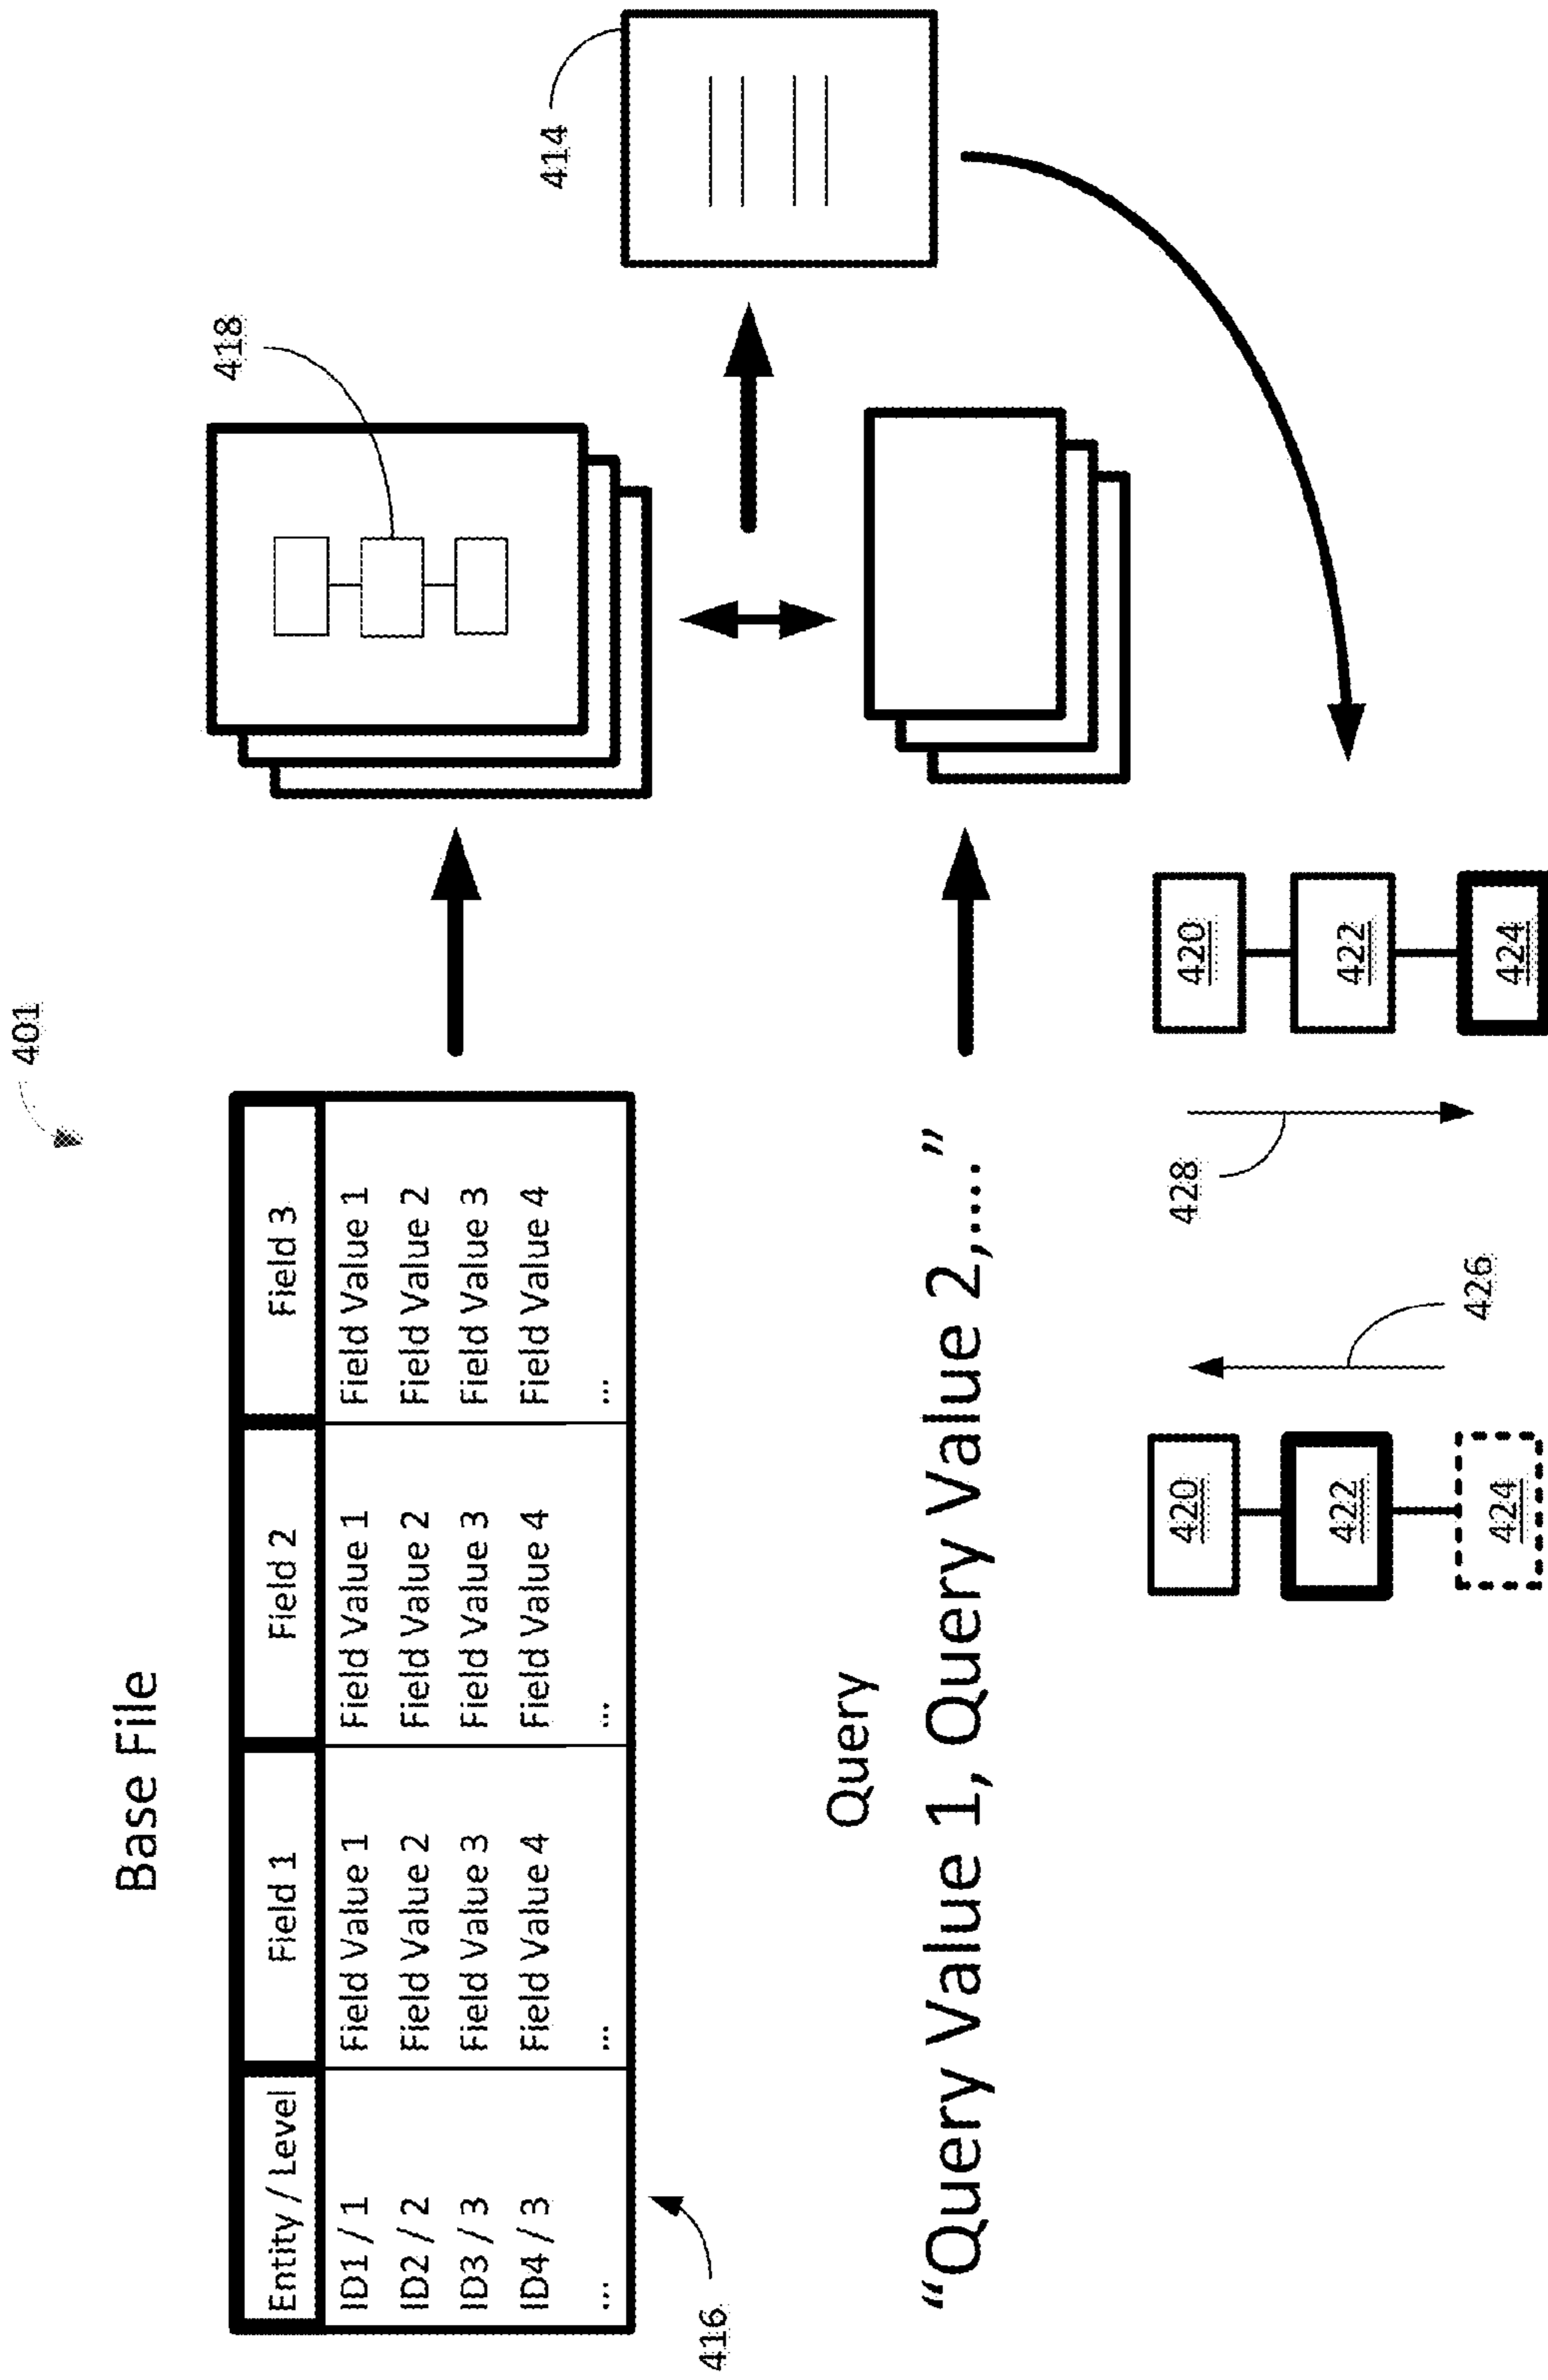 401
Base File
Entity / Level Field 1 Field 2 Field 3
ID1 / 1 Field Value 1 Field Value 1 Field Value 1
ID2 / 2 Field Value 2 Field Value 2 Field Value 2
ID3 / 3 Field Value 3 Field Value 3 Field Value 3
ID4 / 3 Field Value 4 Field Value 4 Field Value 4
... ... ... ...
416
418
414
Query
“Query Value 1, Query Value 2,....”
420
422
424
426
428
420
422
424